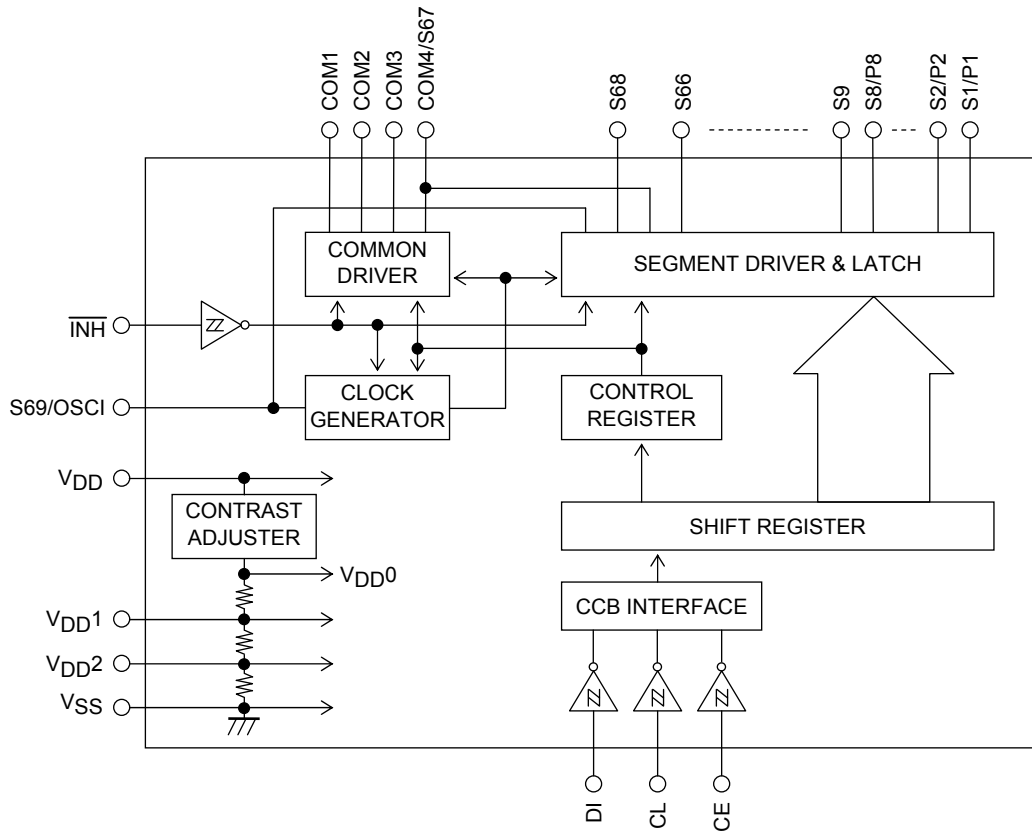 COM1
COM2
COM3
COM4/S67
S68
S66
S9
S8/P8
S2/P2
S1/P1
COMMON
DRIVER
SEGMENT DRIVER & LATCH
INH
S69/OSCI
CLOCK
GENERATOR
CONTROL
REGISTER
VDD
CONTRAST
ADJUSTER
SHIFT REGISTER
VDD0
CCB INTERFACE
VDD1
VDD2
VSS
DI
CL
CE